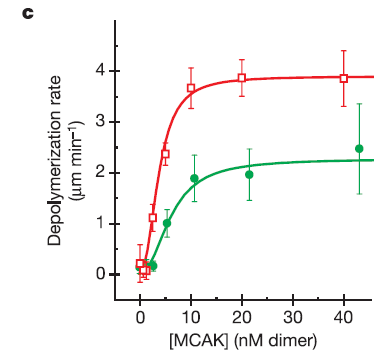 c
Depolymerization rate
(μm min⁻¹)
4
3
2
1
0
0 10 20 30 40
[MCAK] (nM dimer)